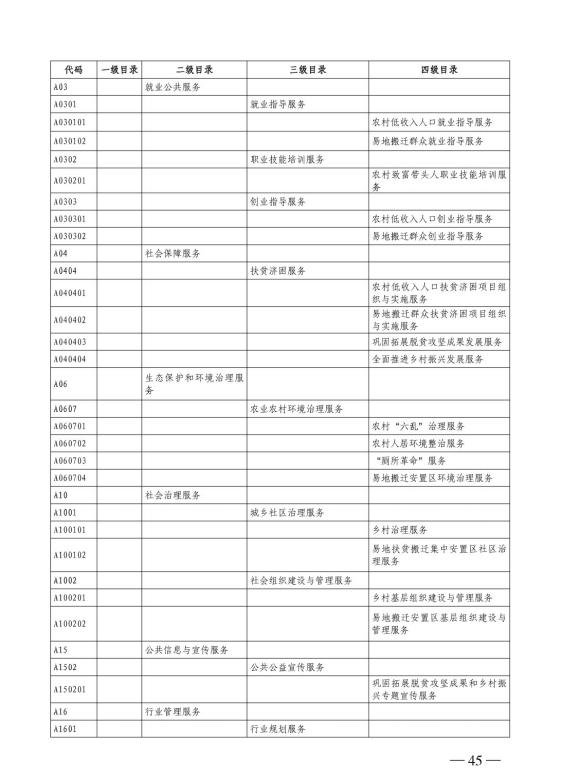 代码 一级目录 二级目录 三级目录 四级目录
A03 就业公共服务
A0301 就业指导服务
A030101 农村低收入人口就业指导服务
A030102 易地搬迁群众就业指导服务
A0302 职业技能培训服务
A030201 农村致富带头人职业技能培训服
务
A0303 创业指导服务
A030301 农村低收入人口创业指导服务
A030302 易地搬迁群众创业指导服务
A04 社会保障服务
A0404 扶贫济困服务
A040401 农村低收入人口扶贫济困项目组
织与实施服务
A040402 易地搬迁群众扶贫济困项目组织
与实施服务
A040403 巩固拓展脱贫攻坚成果发展服务
A040404 全面推进乡村振兴发展服务
A06 生态保护和环境治理服
务
A0607 农业农村环境治理服务
A060701 农村“六乱”治理服务
A060702 农村人居环境整治服务
A060703 “厕所革命”服务
A060704 易地搬迁安置区环境治理服务
A10 社会治理服务
A1001 城乡社区治理服务
A100101 乡村治理服务
A100102 易地扶贫搬迁集中安置区社区治
理服务
A1002 社会组织建设与管理服务
A100201 乡村基层组织建设与管理服务
A100202 易地搬迁安置区基层组织建设与
管理服务
A15 公共信息与宣传服务
A1502 公共公益宣传服务
A150201 巩固拓展脱贫攻坚成果和乡村振
兴专题宣传服务
A16 行业管理服务
A1601 行业规划服务
— 45 —